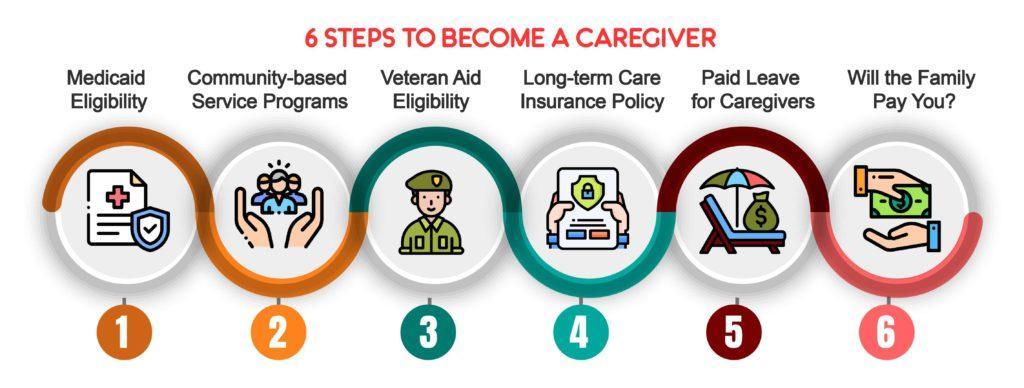 6 STEPS TO BECOME A CAREGIVER
Medicaid
Eligibility
Community-based
Service Programs
Veteran Aid
Eligibility
Long-term Care
Insurance Policy
Paid Leave
for Caregivers
Will the Family
Pay You?
$
1
2
3
4
5
6